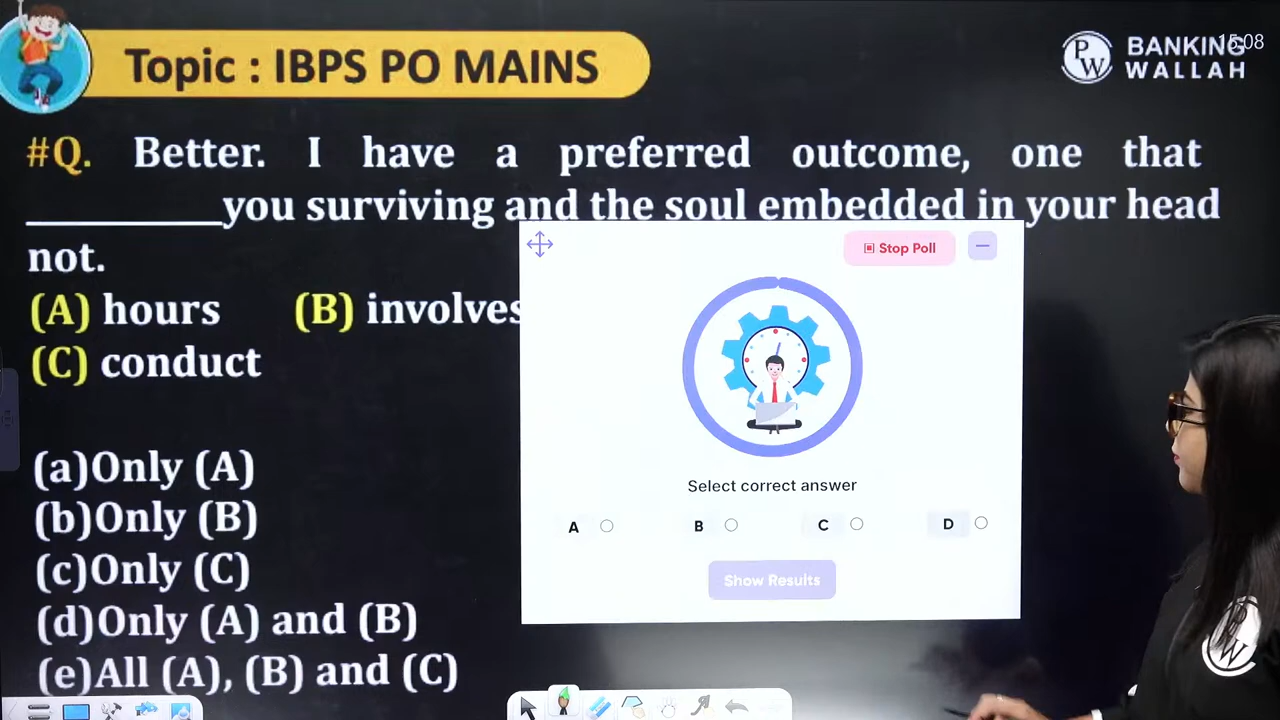 Topic : IBPS PO MAINS
BANKING
WALLAH
15:08
#Q. Better. I have a preferred outcome, one that
_________you surviving and the soul embedded in your head
not.
(A) hours (B) involves
(C) conduct
(a)Only (A)
(b)Only (B)
(c)Only (C)
(d)Only (A) and (B)
(e)All (A), (B) and (C)
Stop Poll
Select correct answer
A B C D
Show Results
P
W
W